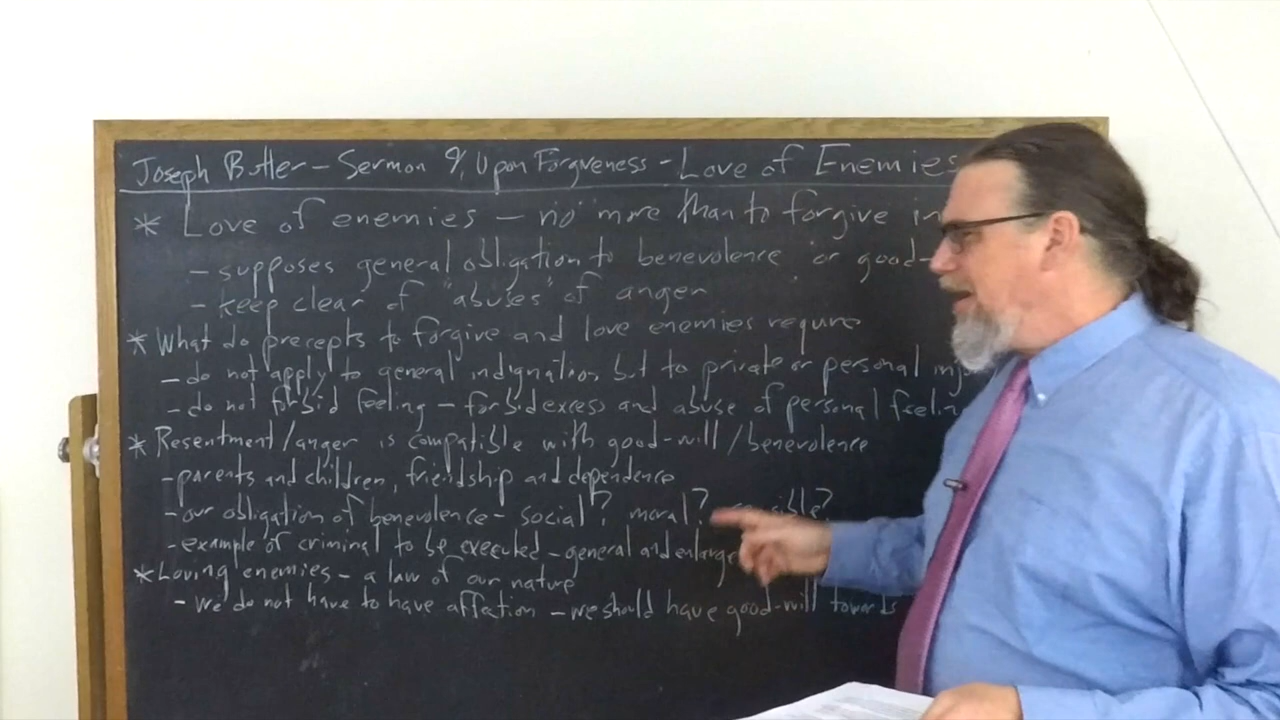 Joseph Butler - Sermon 9, Upon Forgiveness - Love of Enemies
* Love of enemies - no more than to forgive in
- supposes general obligation to benevolence or good-
- keep clear of "abuses" of anger
* What do precepts to forgive and love enemies require
- do not apply to general indignation but to private or personal inj
- do not forbid feeling - forbid excess and abuse of personal feelin
* Resentment/anger is compatible with good-will/benevolence
- parents and children, friendship and dependence
- our obligation of benevolence - social? moral?
- example of criminal to be executed - general and enlarge
* Loving enemies - a law of our nature
- we do not have to have affection - we should have good-will towards